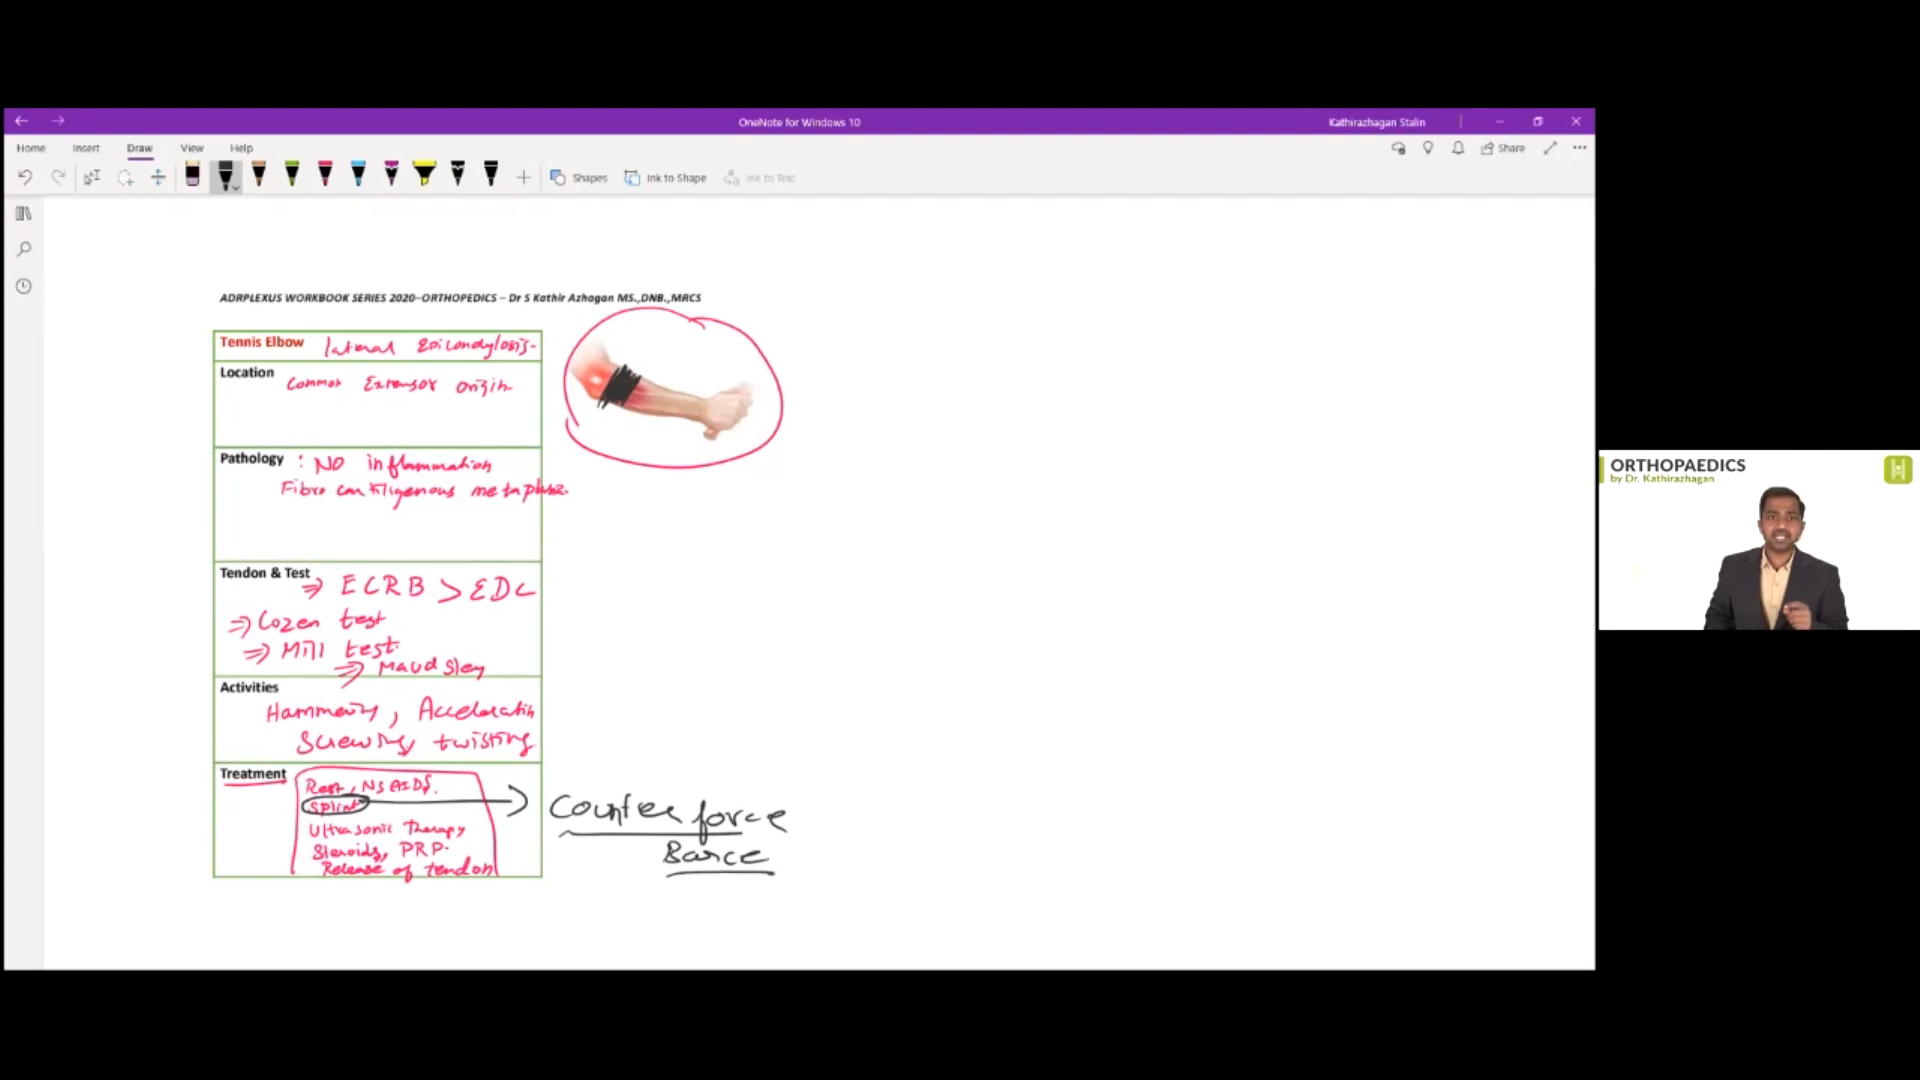 OneNote for Windows 10
Kathirazhagan Stalin
Home Insert Draw View Help
Share
Shapes Ink to Shape Ink to Text
ADRPLEXUS WORKBOOK SERIES 2020–ORTHOPEDICS – Dr S Kathir Azhagan MS.,DNB.,MRCS
Tennis Elbow lateral Epicondylosis-
Location
Common Extensor origin
Pathology : NO inflammation
Fibro
Tendon & Test
⇒ ECRB > EDC
⇒ Cozen test
⇒ Mill test.
⇒ Maudsley
Activities
Hammering, Acceleration
Screwing, twisting
Treatment
Rest, NSAIDS.
Splint
Ultrasonic Therapy
Steroids, PRP.
Release of tendon
Counter force
Barce
ORTHOPAEDICS
by Dr. Kathirazhagan